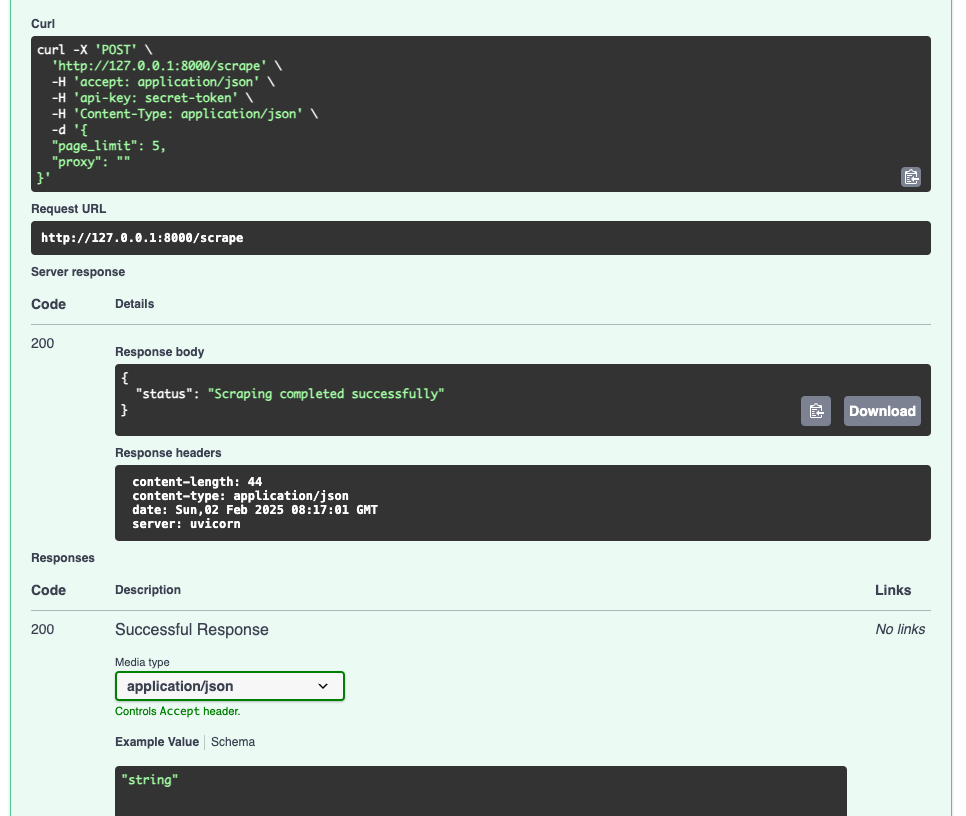 Curl
curl -X 'POST' \
  'http://127.0.0.1:8000/scrape' \
  -H 'accept: application/json' \
  -H 'api-key: secret-token' \
  -H 'Content-Type: application/json' \
  -d '{
  "page_limit": 5,
  "proxy": ""
}'
Request URL
http://127.0.0.1:8000/scrape
Server response
Code Details
200
Response body
{
  "status": "Scraping completed successfully"
}
Download
Response headers
content-length: 44
content-type: application/json
date: Sun,02 Feb 2025 08:17:01 GMT
server: uvicorn
Responses
Code Description Links
200 Successful Response No links
Media type
application/json
Controls Accept header.
Example Value Schema
"string"